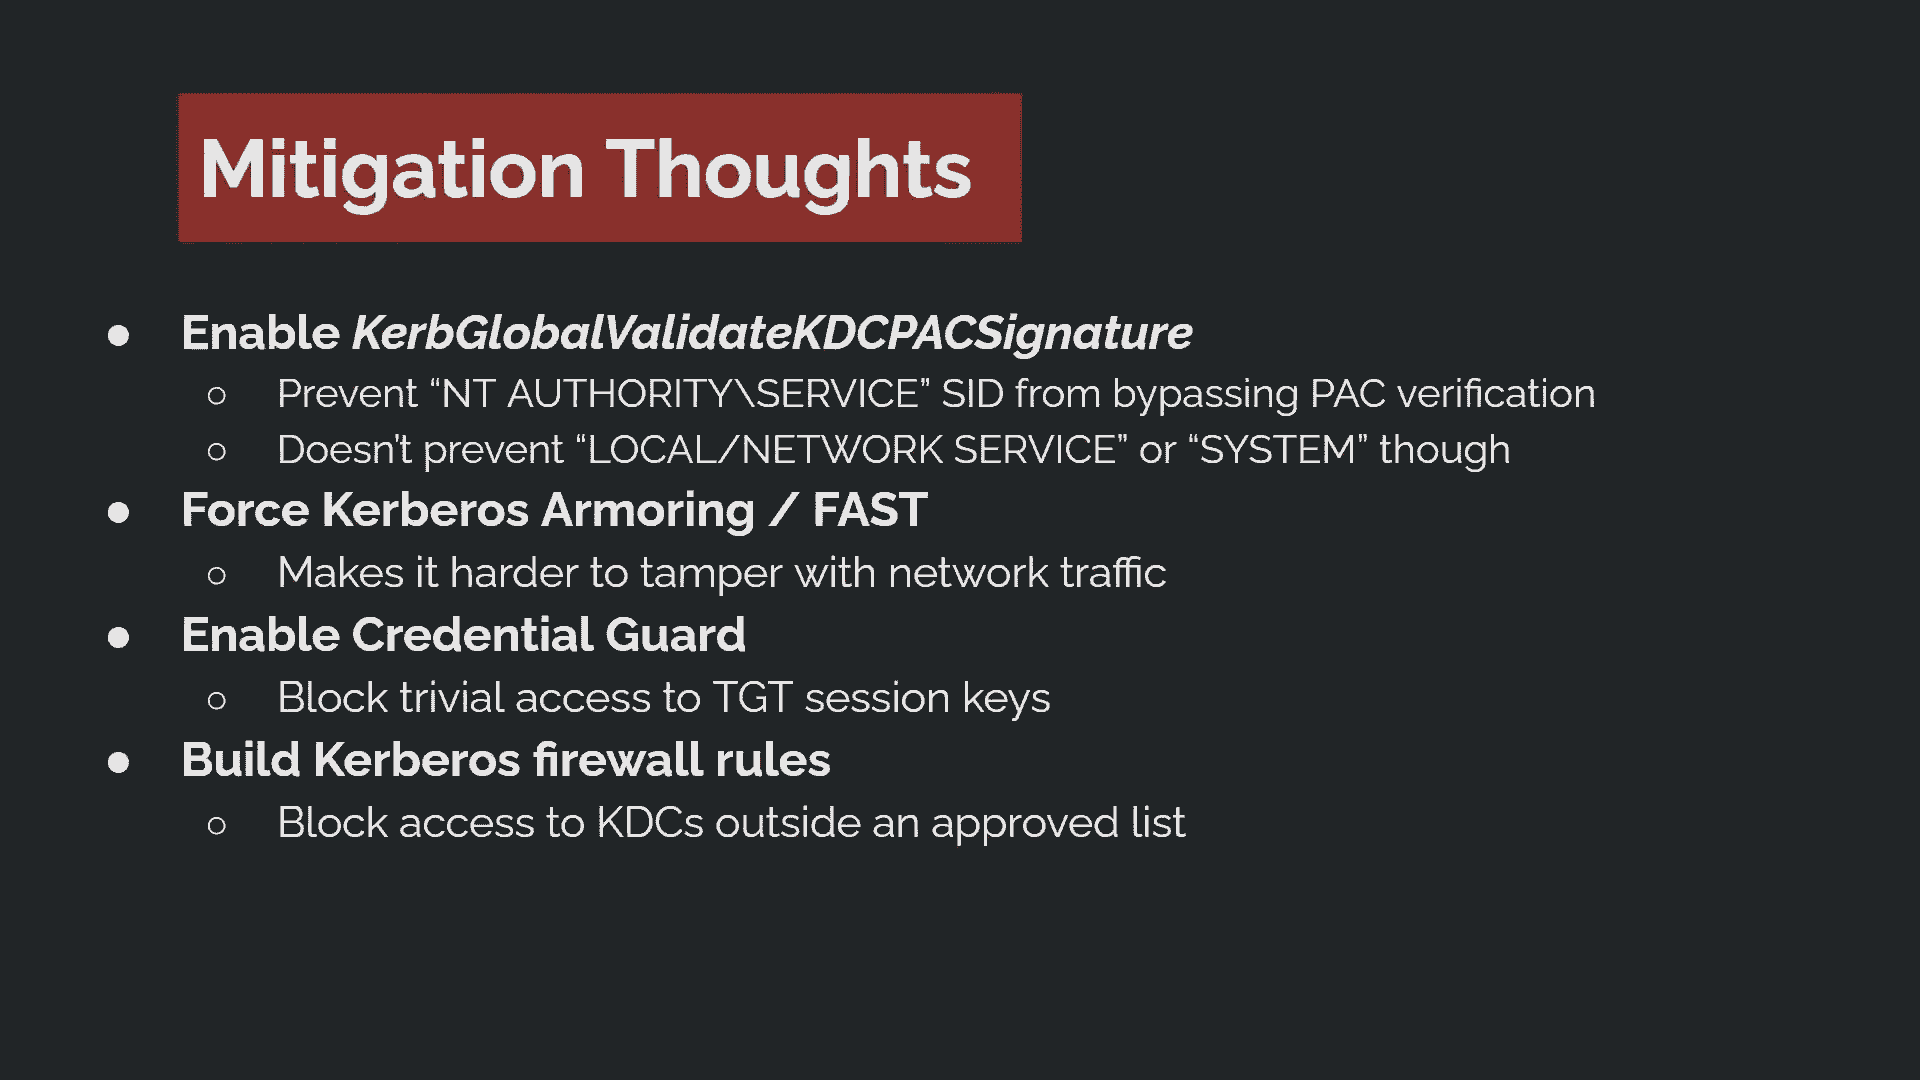 Mitigation Thoughts
● Enable KerbGlobalValidateKDCPACSignature
○ Prevent “NT AUTHORITY\SERVICE” SID from bypassing PAC verification
○ Doesn’t prevent “LOCAL/NETWORK SERVICE” or “SYSTEM” though
● Force Kerberos Armoring / FAST
○ Makes it harder to tamper with network traffic
● Enable Credential Guard
○ Block trivial access to TGT session keys
● Build Kerberos firewall rules
○ Block access to KDCs outside an approved list